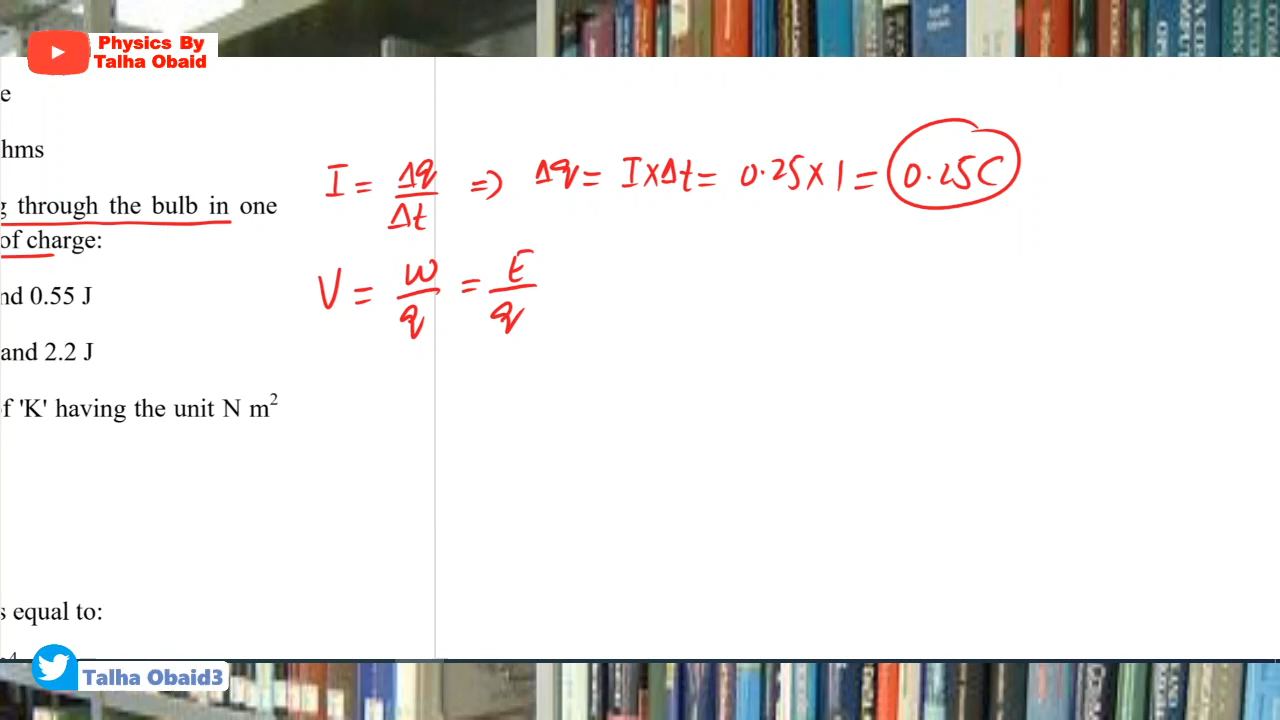 Physics By
Talha Obaid
e
hms
g through the bulb in one
of charge:
nd 0.55 J
and 2.2 J
of 'K' having the unit N m²
s equal to:
I = Δq/Δt => Δq = I×Δt = 0.25×1 = 0.25C
V = W/q = E/q
Talha Obaid3